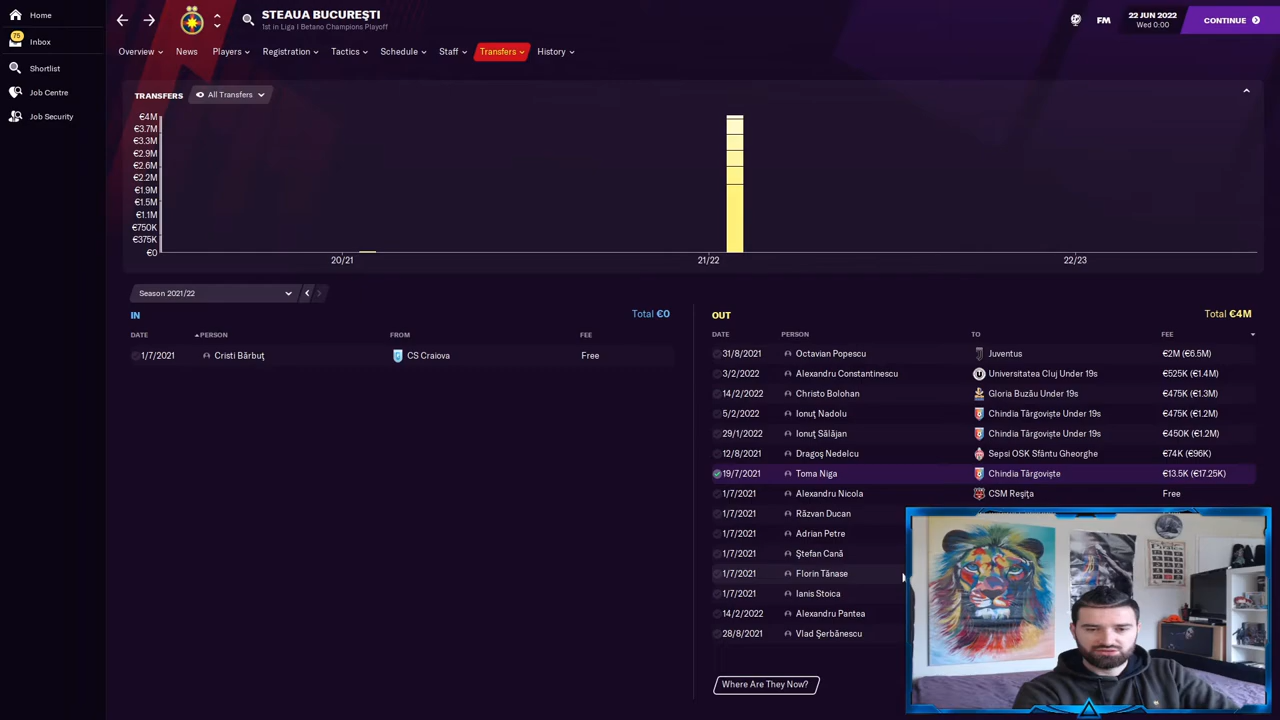 Home
75
Inbox
Shortlist
Job Centre
Job Security
STEAUA BUCUREŞTI
1st in Liga I Betano Champions Playoff
FM
22 JUN 2022
Wed 0:00
CONTINUE
Overview
News
Players
Registration
Tactics
Schedule
Staff
Transfers
History
TRANSFERS
All Transfers
€4M
€3.7M
€3.3M
€2.9M
€2.6M
€2.2M
€1.9M
€1.5M
€1.1M
€750K
€375K
€0
20/21
21/22
22/23
Season 2021/22
IN
Total €0
DATE PERSON FROM FEE
1/7/2021 Cristi Bărbuţ CS Craiova Free
OUT
Total €4M
DATE PERSON TO FEE
31/8/2021 Octavian Popescu Juventus €2M (€6.5M)
3/2/2022 Alexandru Constantinescu Universitatea Cluj Under 19s €525K (€1.4M)
14/2/2022 Christo Bolohan Gloria Buzău Under 19s €475K (€1.3M)
5/2/2022 Ionuţ Nadolu Chindia Târgovişte Under 19s €475K (€1.2M)
29/1/2022 Ionuţ Sălăjan Chindia Târgovişte Under 19s €450K (€1.2M)
12/8/2021 Dragoş Nedelcu Sepsi OSK Sfântu Gheorghe €74K (€96K)
19/7/2021 Toma Niga Chindia Târgovişte €13.5K (€17.25K)
1/7/2021 Alexandru Nicola CSM Reşiţa Free
1/7/2021 Răzvan Ducan
1/7/2021 Adrian Petre
1/7/2021 Ştefan Cană
1/7/2021 Florin Tănase
1/7/2021 Ianis Stoica
14/2/2022 Alexandru Pantea
28/8/2021 Vlad Şerbănescu
Where Are They Now?